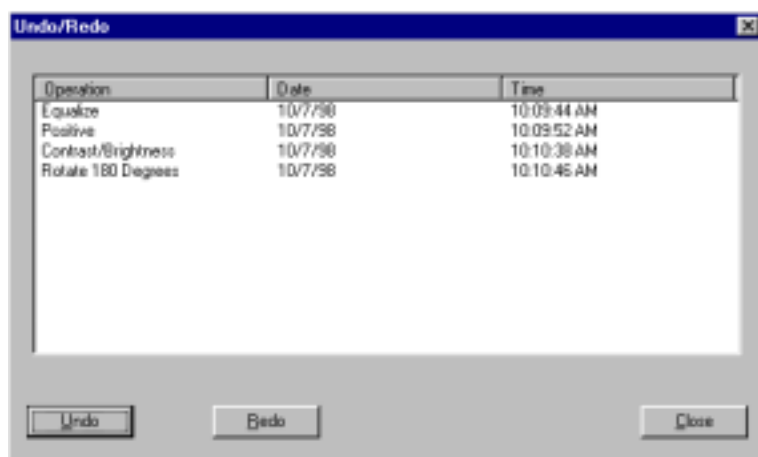 Undo/Redo
Operation Date Time
Equalize 10/7/98 10:09:44 AM
Positive 10/7/98 10:09:52 AM
Contrast/Brightness 10/7/98 10:10:38 AM
Rotate 180 Degrees 10/7/98 10:10:46 AM
Undo Redo Close